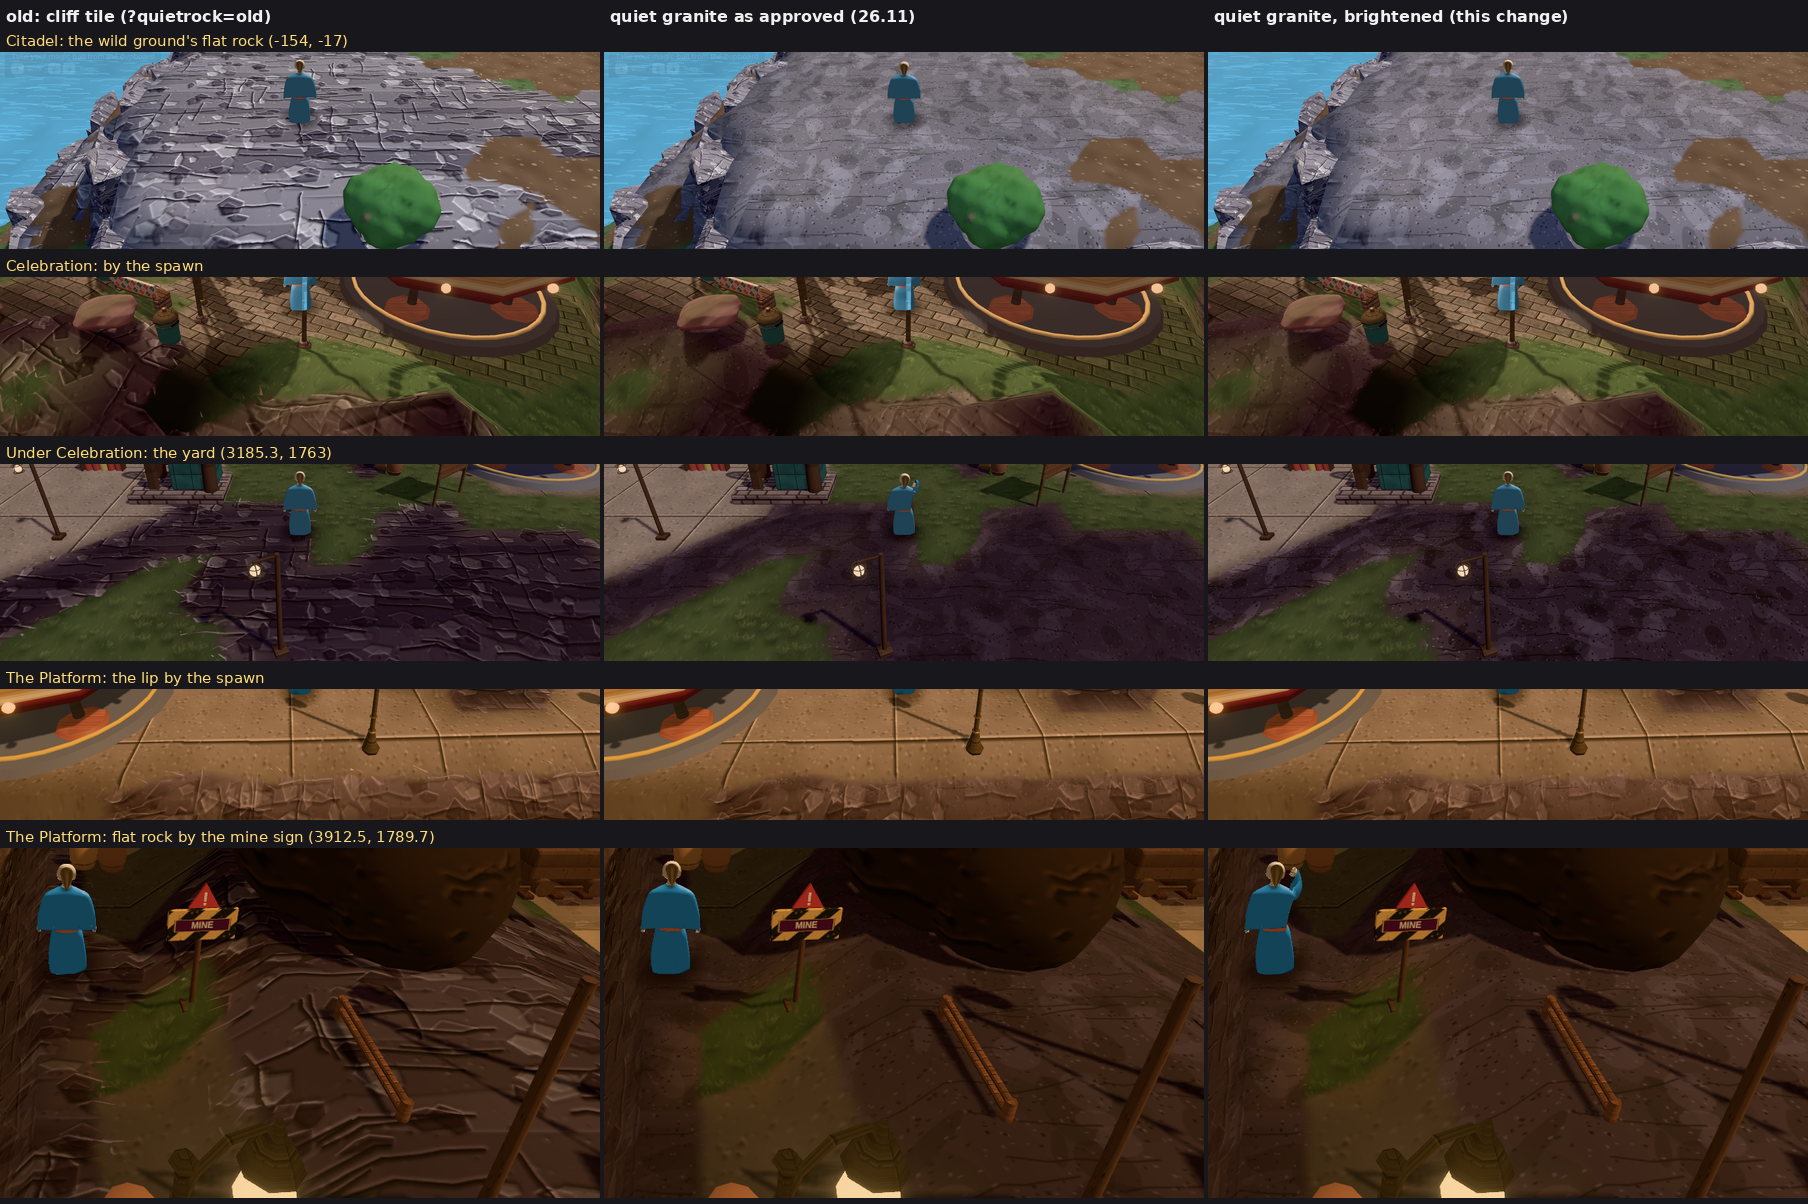 old: cliff tile (?quietrock=old)
quiet granite as approved (26.11)
quiet granite, brightened (this change)
Citadel: the wild ground's flat rock (-154, -17)
Celebration: by the spawn
Under Celebration: the yard (3185.3, 1763)
The Platform: the lip by the spawn
The Platform: flat rock by the mine sign (3912.5, 1789.7)
!
MINE
!
MINE
!
MINE